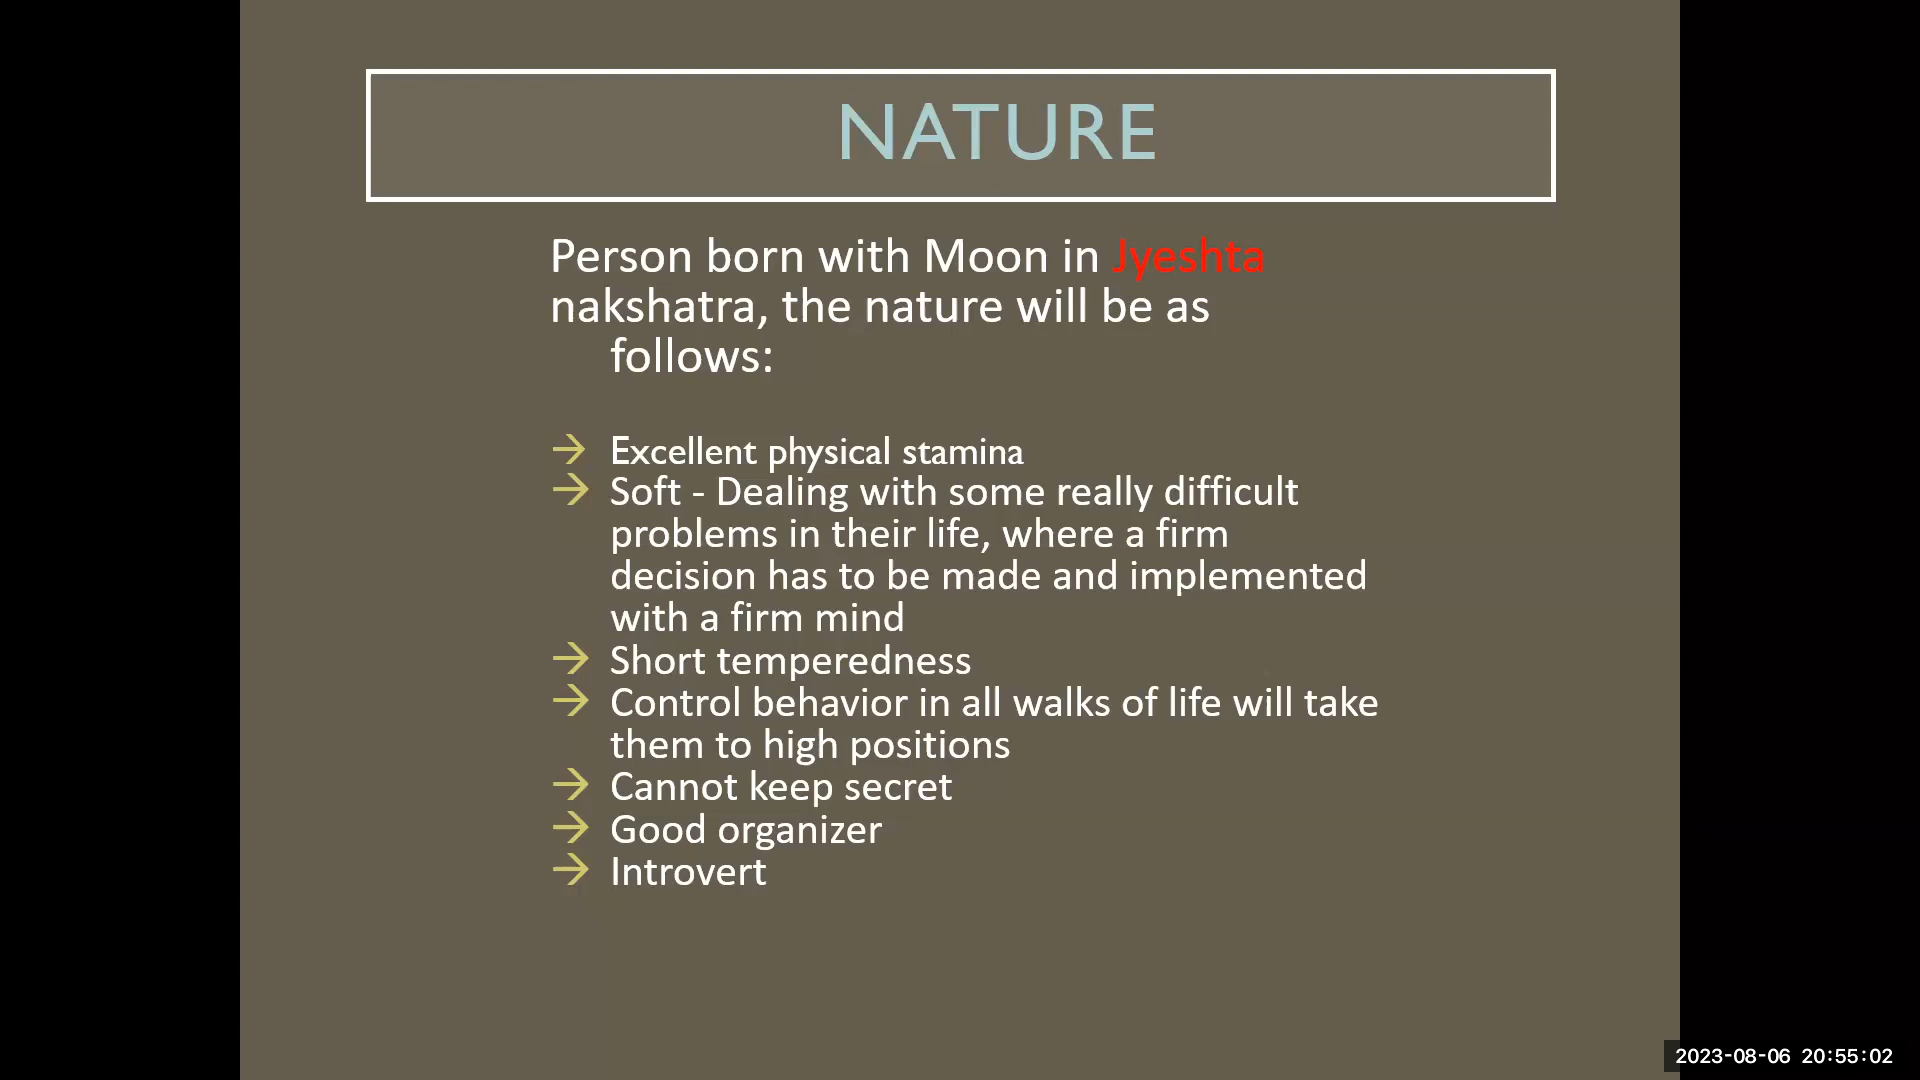 NATURE
Person born with Moon in Jyeshta
nakshatra, the nature will be as
follows:
→ Excellent physical stamina
→ Soft - Dealing with some really difficult
problems in their life, where a firm
decision has to be made and implemented
with a firm mind
→ Short temperedness
→ Control behavior in all walks of life will take
them to high positions
→ Cannot keep secret
→ Good organizer
→ Introvert
2023-08-06 20:55:02